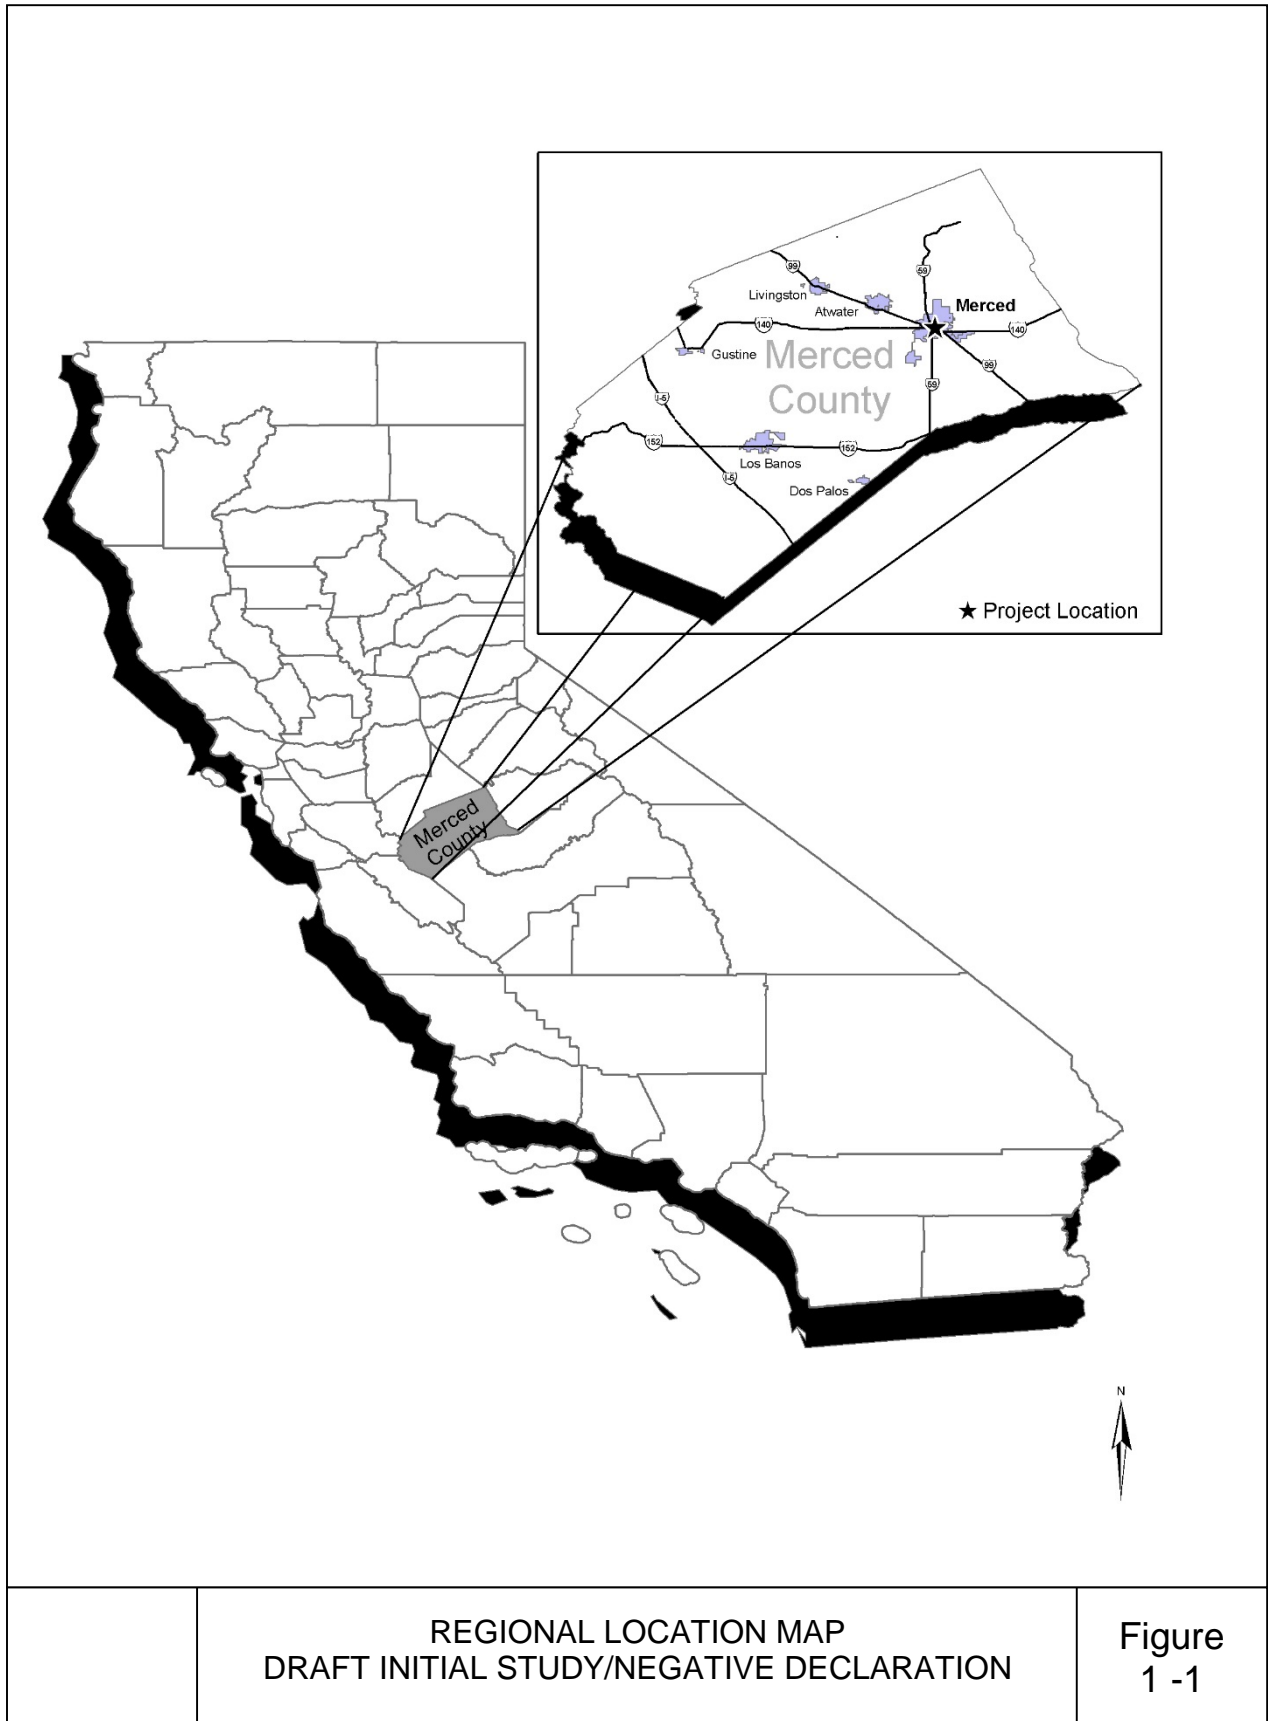 59
99
Livingston
Merced
Atwater
140
140
Gustine
Merced
County
99
59
I-5
152
152
Los Banos
I-5
Dos Palos
★ Project Location
Merced
County
N
REGIONAL LOCATION MAP
DRAFT INITIAL STUDY/NEGATIVE DECLARATION
Figure
1 -1